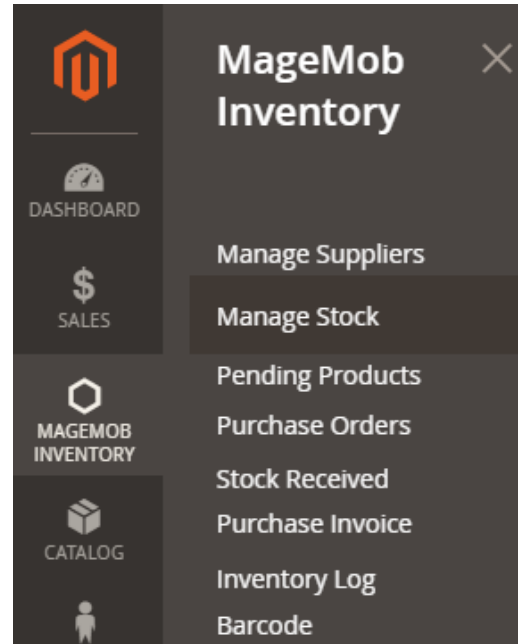 DASHBOARD
SALES
MAGEMOB
INVENTORY
CATALOG
MageMob
Inventory
Manage Suppliers
Manage Stock
Pending Products
Purchase Orders
Stock Received
Purchase Invoice
Inventory Log
Barcode